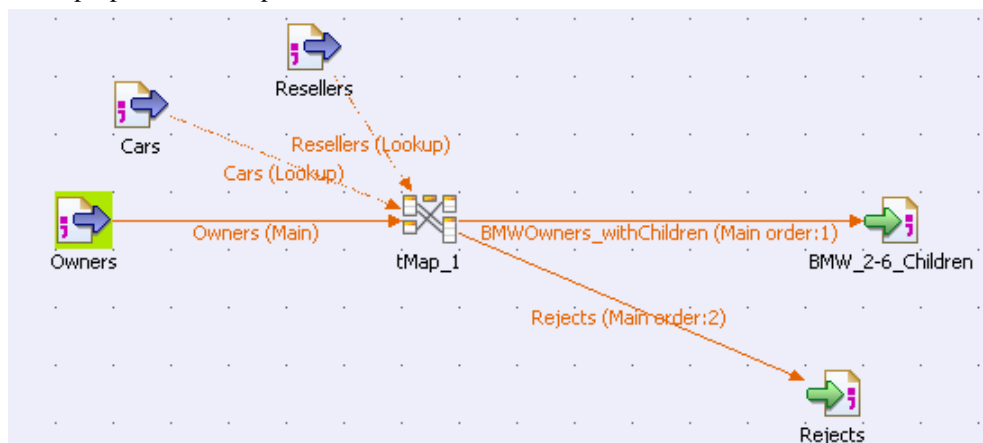 Resellers
Cars
Resellers (Lookup)
Cars (Lookup)
Owners (Main)
BMWOwners_withChildren (Main order:1)
Owners
tMap_1
BMW_2-6_Children
Rejects (Main order:2)
Rejects